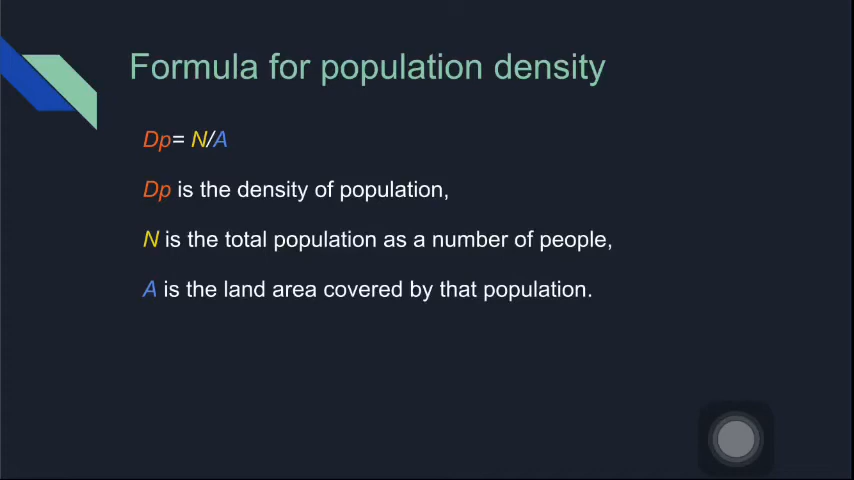 Formula for population density
Dp= N/A
Dp is the density of population,
N is the total population as a number of people,
A is the land area covered by that population.